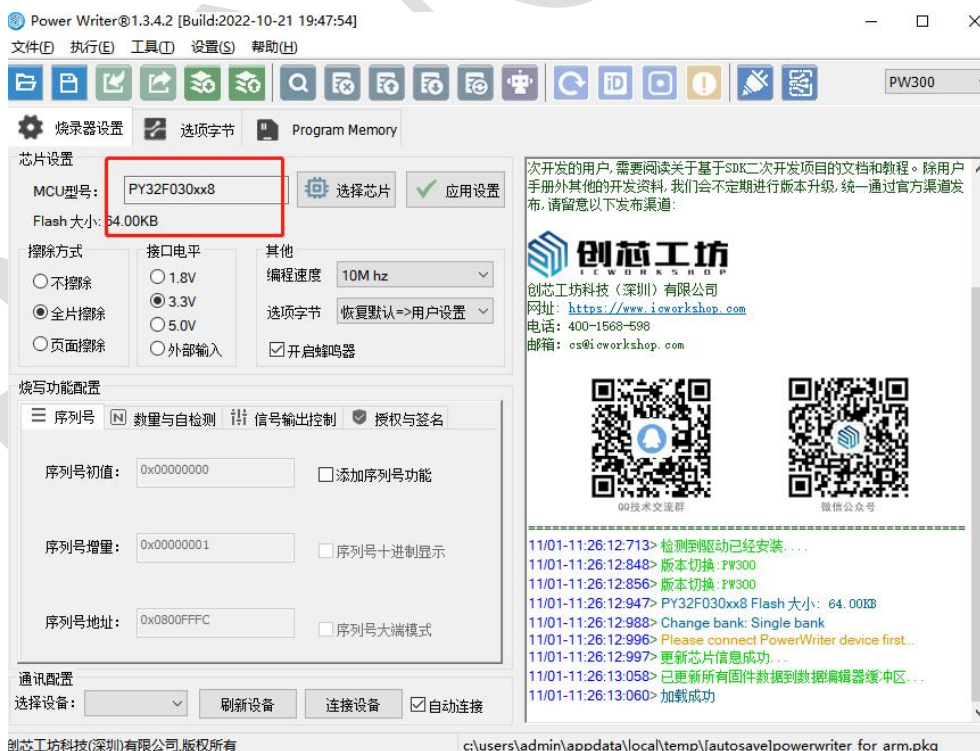 Power Writer®1.3.4.2 [Build:2022-10-21 19:47:54]
文件(F) 执行(E) 工具(T) 设置(S) 帮助(H)
PW300
烧录器设置 选项字节 Program Memory
芯片设置
MCU型号: PY32F030xx8 选择芯片 应用设置
Flash 大小: 64.00KB
擦除方式 接口电平 其他
不擦除
全片擦除
页面擦除
1.8V
3.3V
5.0V
外部输入
编程速度 10M hz
选项字节 恢复默认=>用户设置
开启蜂鸣器
烧写功能配置
序列号 数量与自检测 信号输出控制 授权与签名
序列号初值: 0x00000000 添加序列号功能
序列号增量: 0x00000001 序列号十进制显示
序列号地址: 0x0800FFFC 序列号大端模式
通讯配置
选择设备: 刷新设备 连接设备 自动连接
次开发的用户,需要阅读关于基于SDK二次开发项目的文档和教程。除用户
手册外其他的开发资料,我们会不定期进行版本升级,统一通过官方渠道发
布,请留意以下发布渠道:
创芯工坊
ICWORKSHOP
创芯工坊科技（深圳）有限公司
网址: https://www.icworkshop.com
电话: 400-1568-598
邮箱: cs@icworkshop.com
QQ技术交流群 微信公众号
==================================================
11/01-11:26:12:713> 检测到驱动已经安装....
11/01-11:26:12:848> 版本切换:PW300
11/01-11:26:12:856> 版本切换:PW300
11/01-11:26:12:947> PY32F030xx8 Flash 大小: 64.00KB
11/01-11:26:12:988> Change bank: Single bank
11/01-11:26:12:996> Please connect PowerWriter device first...
11/01-11:26:12:997> 更新芯片信息成功...
11/01-11:26:13:058> 已更新所有固件数据到数据编辑器缓冲区...
11/01-11:26:13:060> 加载成功
创芯工坊科技(深圳)有限公司,版权所有 c:\users\admin\appdata\local\temp\[autosave]powerwriter_for_arm.pkg